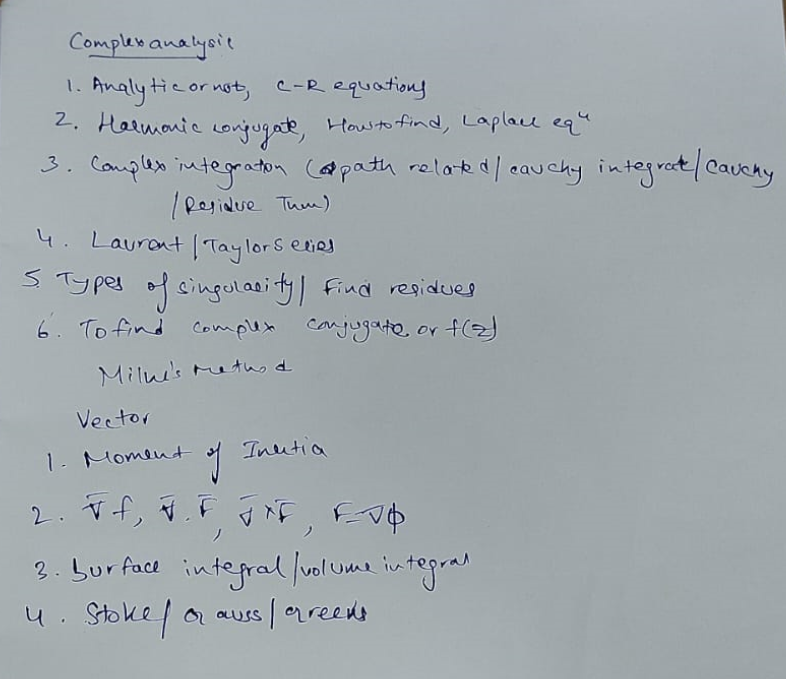 Complex analysis
1. Analytic or not, C-R equations
2. Harmonic conjugate, How to find, Laplace eqⁿ
3. Complex integration (path related / cauchy integral / cauchy
/ Residue Thm)
4. Laurent / Taylor Series
5. Types of singularity / Find residues
6. To find complex conjugate or f(z)
Milne's method
Vector
1. Moment of Inertia
2. ∇̅f, ∇̅.F̅, ∇̅×F̅, F=∇ϕ
3. Surface integral / volume integral
4. Stoke / Gauss / Greens